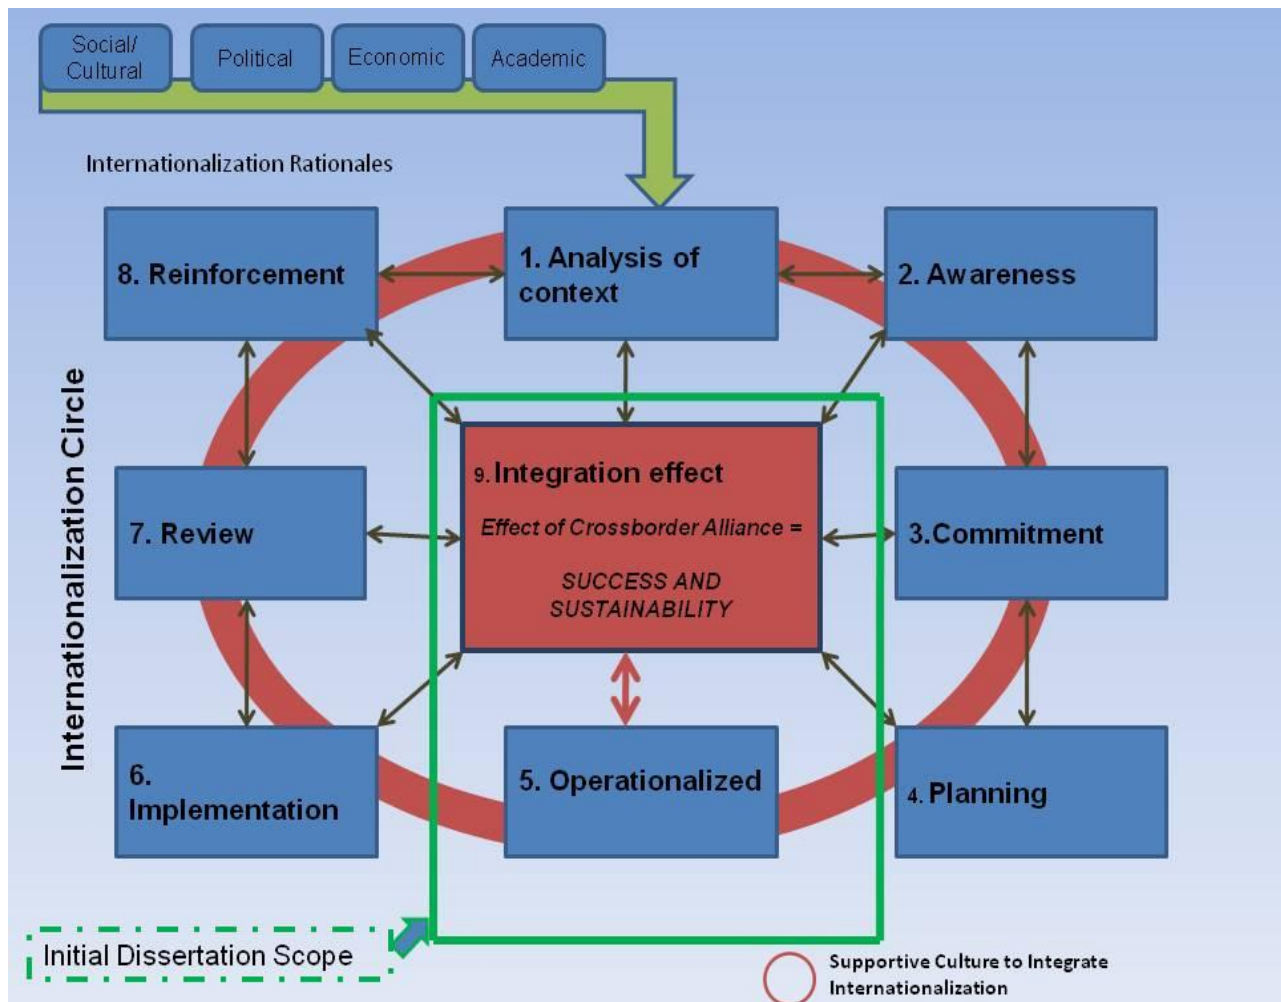 Social/
Cultural
Political
Economic
Academic
Internationalization Rationales
8. Reinforcement
1. Analysis of
context
2. Awareness
Internationalization Circle
9. Integration effect
Effect of Crossborder Alliance =
SUCCESS AND
SUSTAINABILITY
7. Review
3.Commitment
6.
Implementation
5. Operationalized
4. Planning
Initial Dissertation Scope
Supportive Culture to Integrate
Internationalization